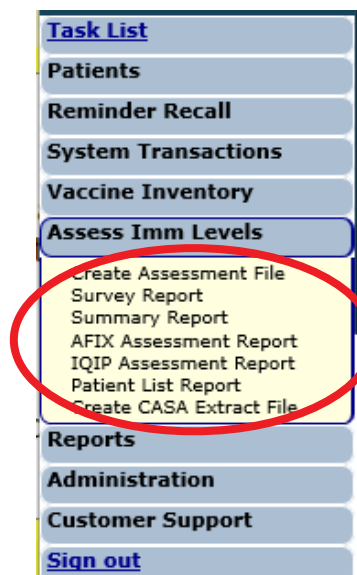 Task List
Patients
Reminder Recall
System Transactions
Vaccine Inventory
Assess Imm Levels
Create Assessment File
Survey Report
Summary Report
AFIX Assessment Report
IQIP Assessment Report
Patient List Report
Create CASA Extract File
Reports
Administration
Customer Support
Sign out